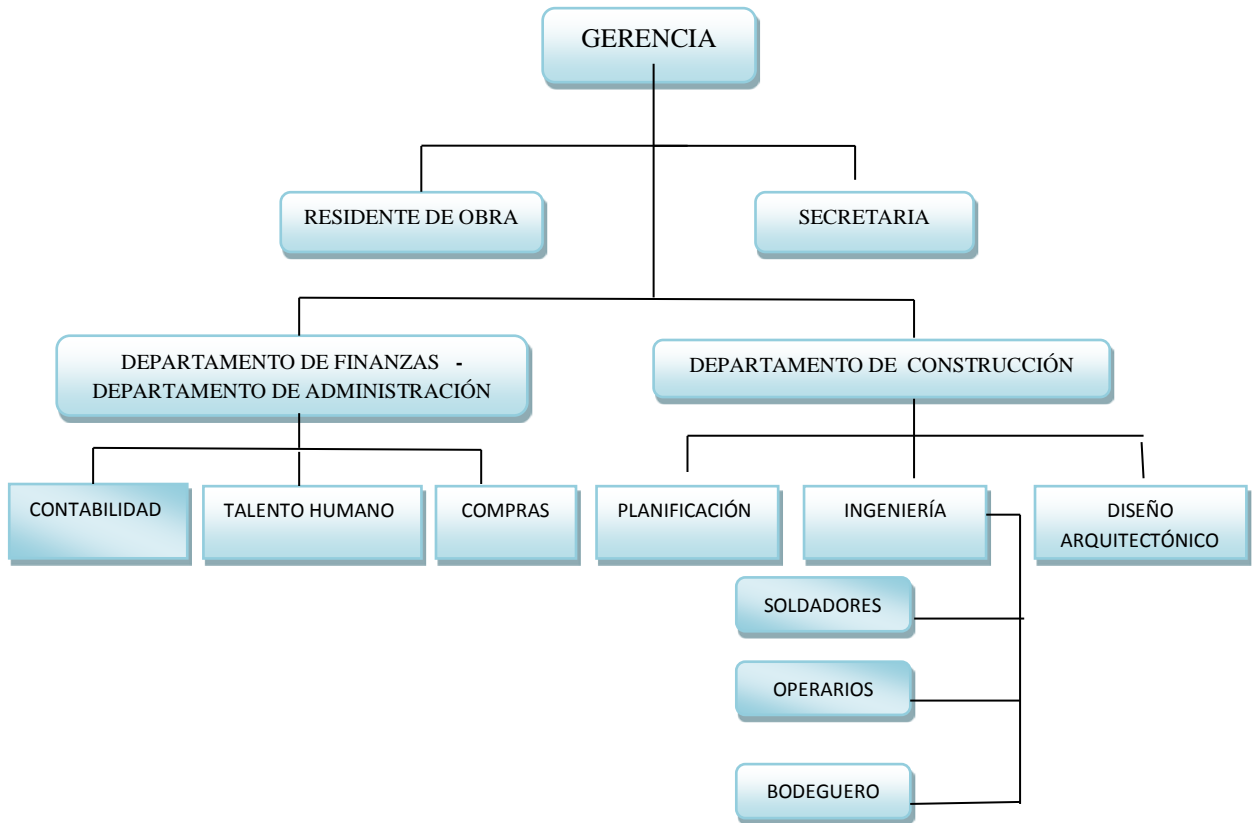 GERENCIA
RESIDENTE DE OBRA
SECRETARIA
DEPARTAMENTO DE FINANZAS -
DEPARTAMENTO DE ADMINISTRACIÓN
DEPARTAMENTO DE CONSTRUCCIÓN
CONTABILIDAD
TALENTO HUMANO
COMPRAS
PLANIFICACIÓN
INGENIERÍA
DISEÑO
ARQUITECTÓNICO
SOLDADORES
OPERARIOS
BODEGUERO